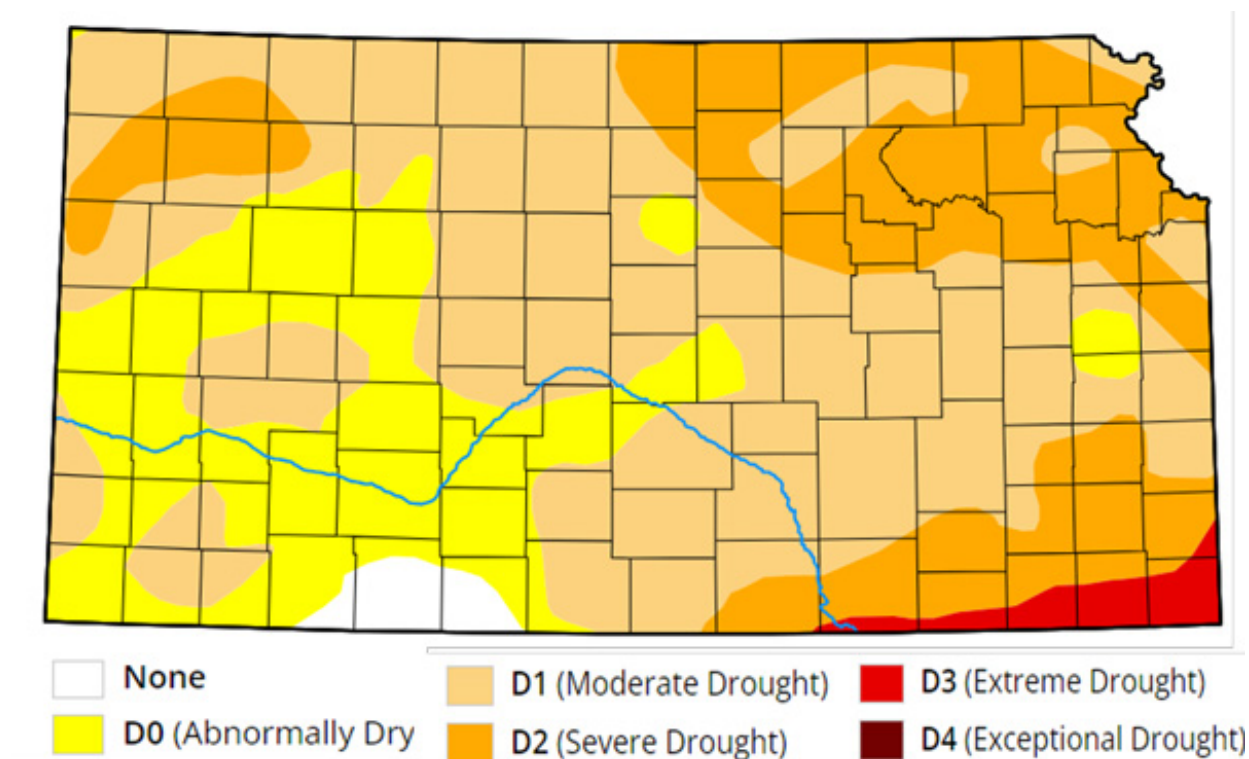 None
D0 (Abnormally Dry
D1 (Moderate Drought)
D2 (Severe Drought)
D3 (Extreme Drought)
D4 (Exceptional Drought)